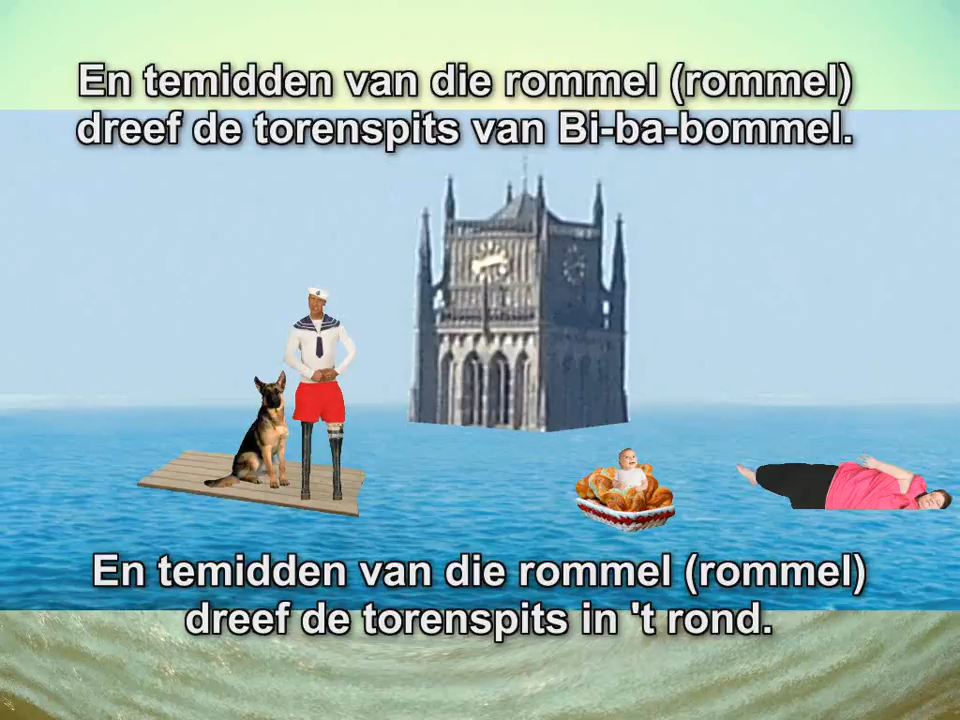 En temidden van die rommel (rommel)
dreef de torenspits van Bi-ba-bommel.
En temidden van die rommel (rommel)
dreef de torenspits in 't rond.